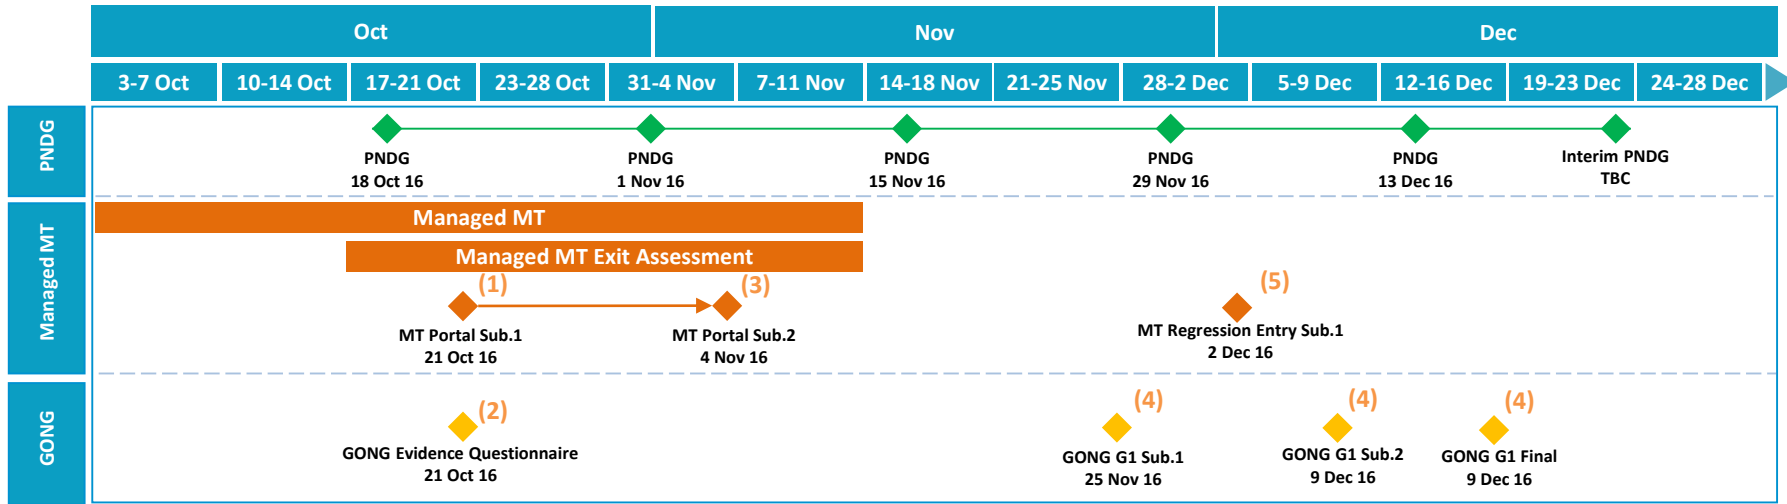 Oct Nov Dec
3-7 Oct 10-14 Oct 17-21 Oct 23-28 Oct 31-4 Nov 7-11 Nov 14-18 Nov 21-25 Nov 28-2 Dec 5-9 Dec 12-16 Dec 19-23 Dec 24-28 Dec
PNDG
PNDG
18 Oct 16
PNDG
1 Nov 16
PNDG
15 Nov 16
PNDG
29 Nov 16
PNDG
13 Dec 16
Interim PNDG
TBC
Managed MT
Managed MT
Managed MT Exit Assessment
(1)
MT Portal Sub.1
21 Oct 16
(3)
MT Portal Sub.2
4 Nov 16
(5)
MT Regression Entry Sub.1
2 Dec 16
GONG
(2)
GONG Evidence Questionnaire
21 Oct 16
(4)
GONG G1 Sub.1
25 Nov 16
(4)
GONG G1 Sub.2
9 Dec 16
(4)
GONG G1 Final
9 Dec 16